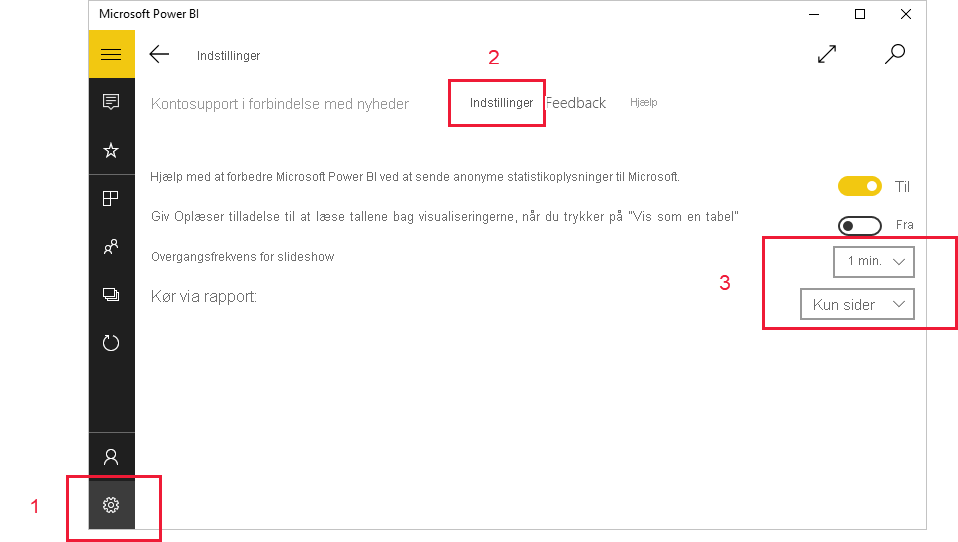 Microsoft Power BI
Indstillinger
2
Kontosupport i forbindelse med nyheder Indstillinger Feedback Hjælp
Hjælp med at forbedre Microsoft Power BI ved at sende anonyme statistikoplysninger til Microsoft. Til
Giv Oplæser tilladelse til at læse tallene bag visualiseringerne, når du trykker på "Vis som en tabel" Fra
Overgangsfrekvens for slideshow 1 min.
3
Kør via rapport: Kun sider
1